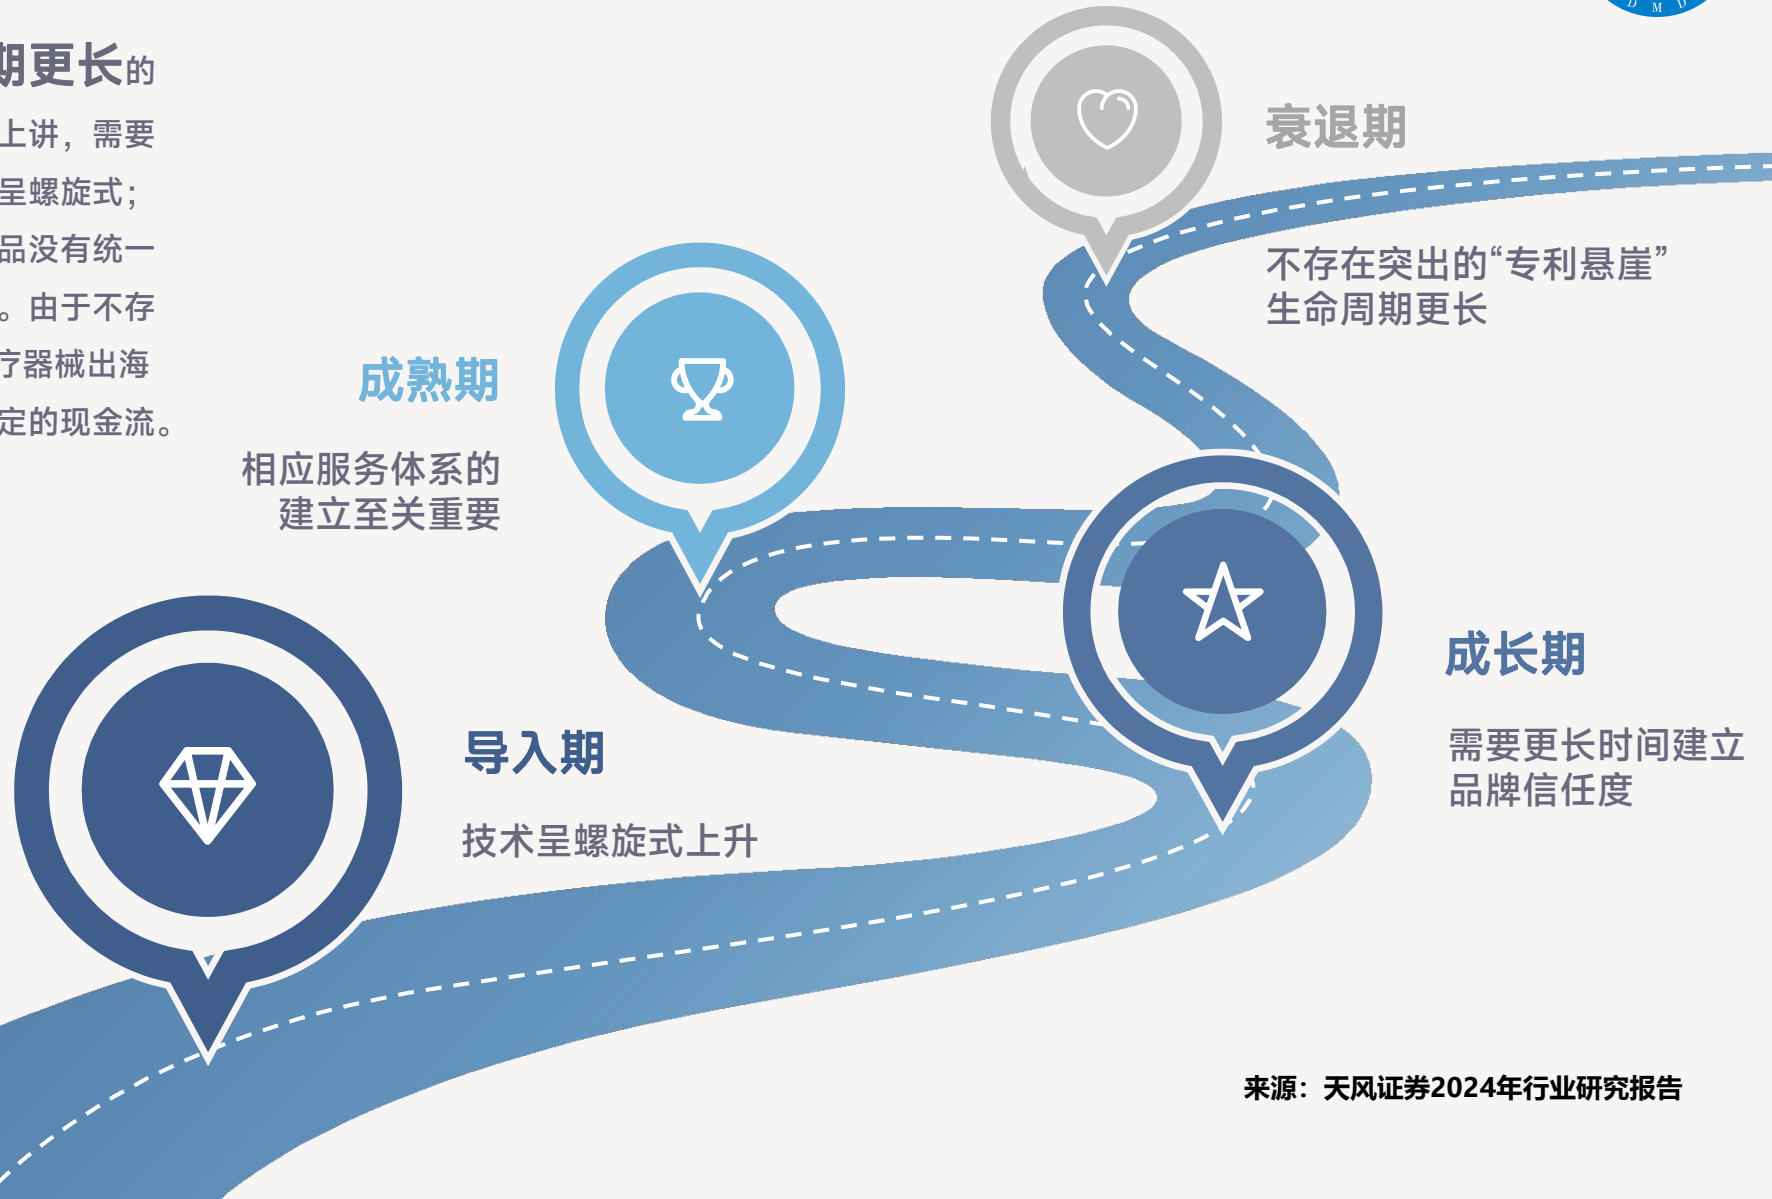 期更长的
上讲，需要
呈螺旋式；
品没有统一
。由于不存
疗器械出海
定的现金流。
D M D
衰退期
不存在突出的“专利悬崖”
生命周期更长
成熟期
相应服务体系的
建立至关重要
成长期
需要更长时间建立
品牌信任度
导入期
技术呈螺旋式上升
来源：天风证券2024年行业研究报告